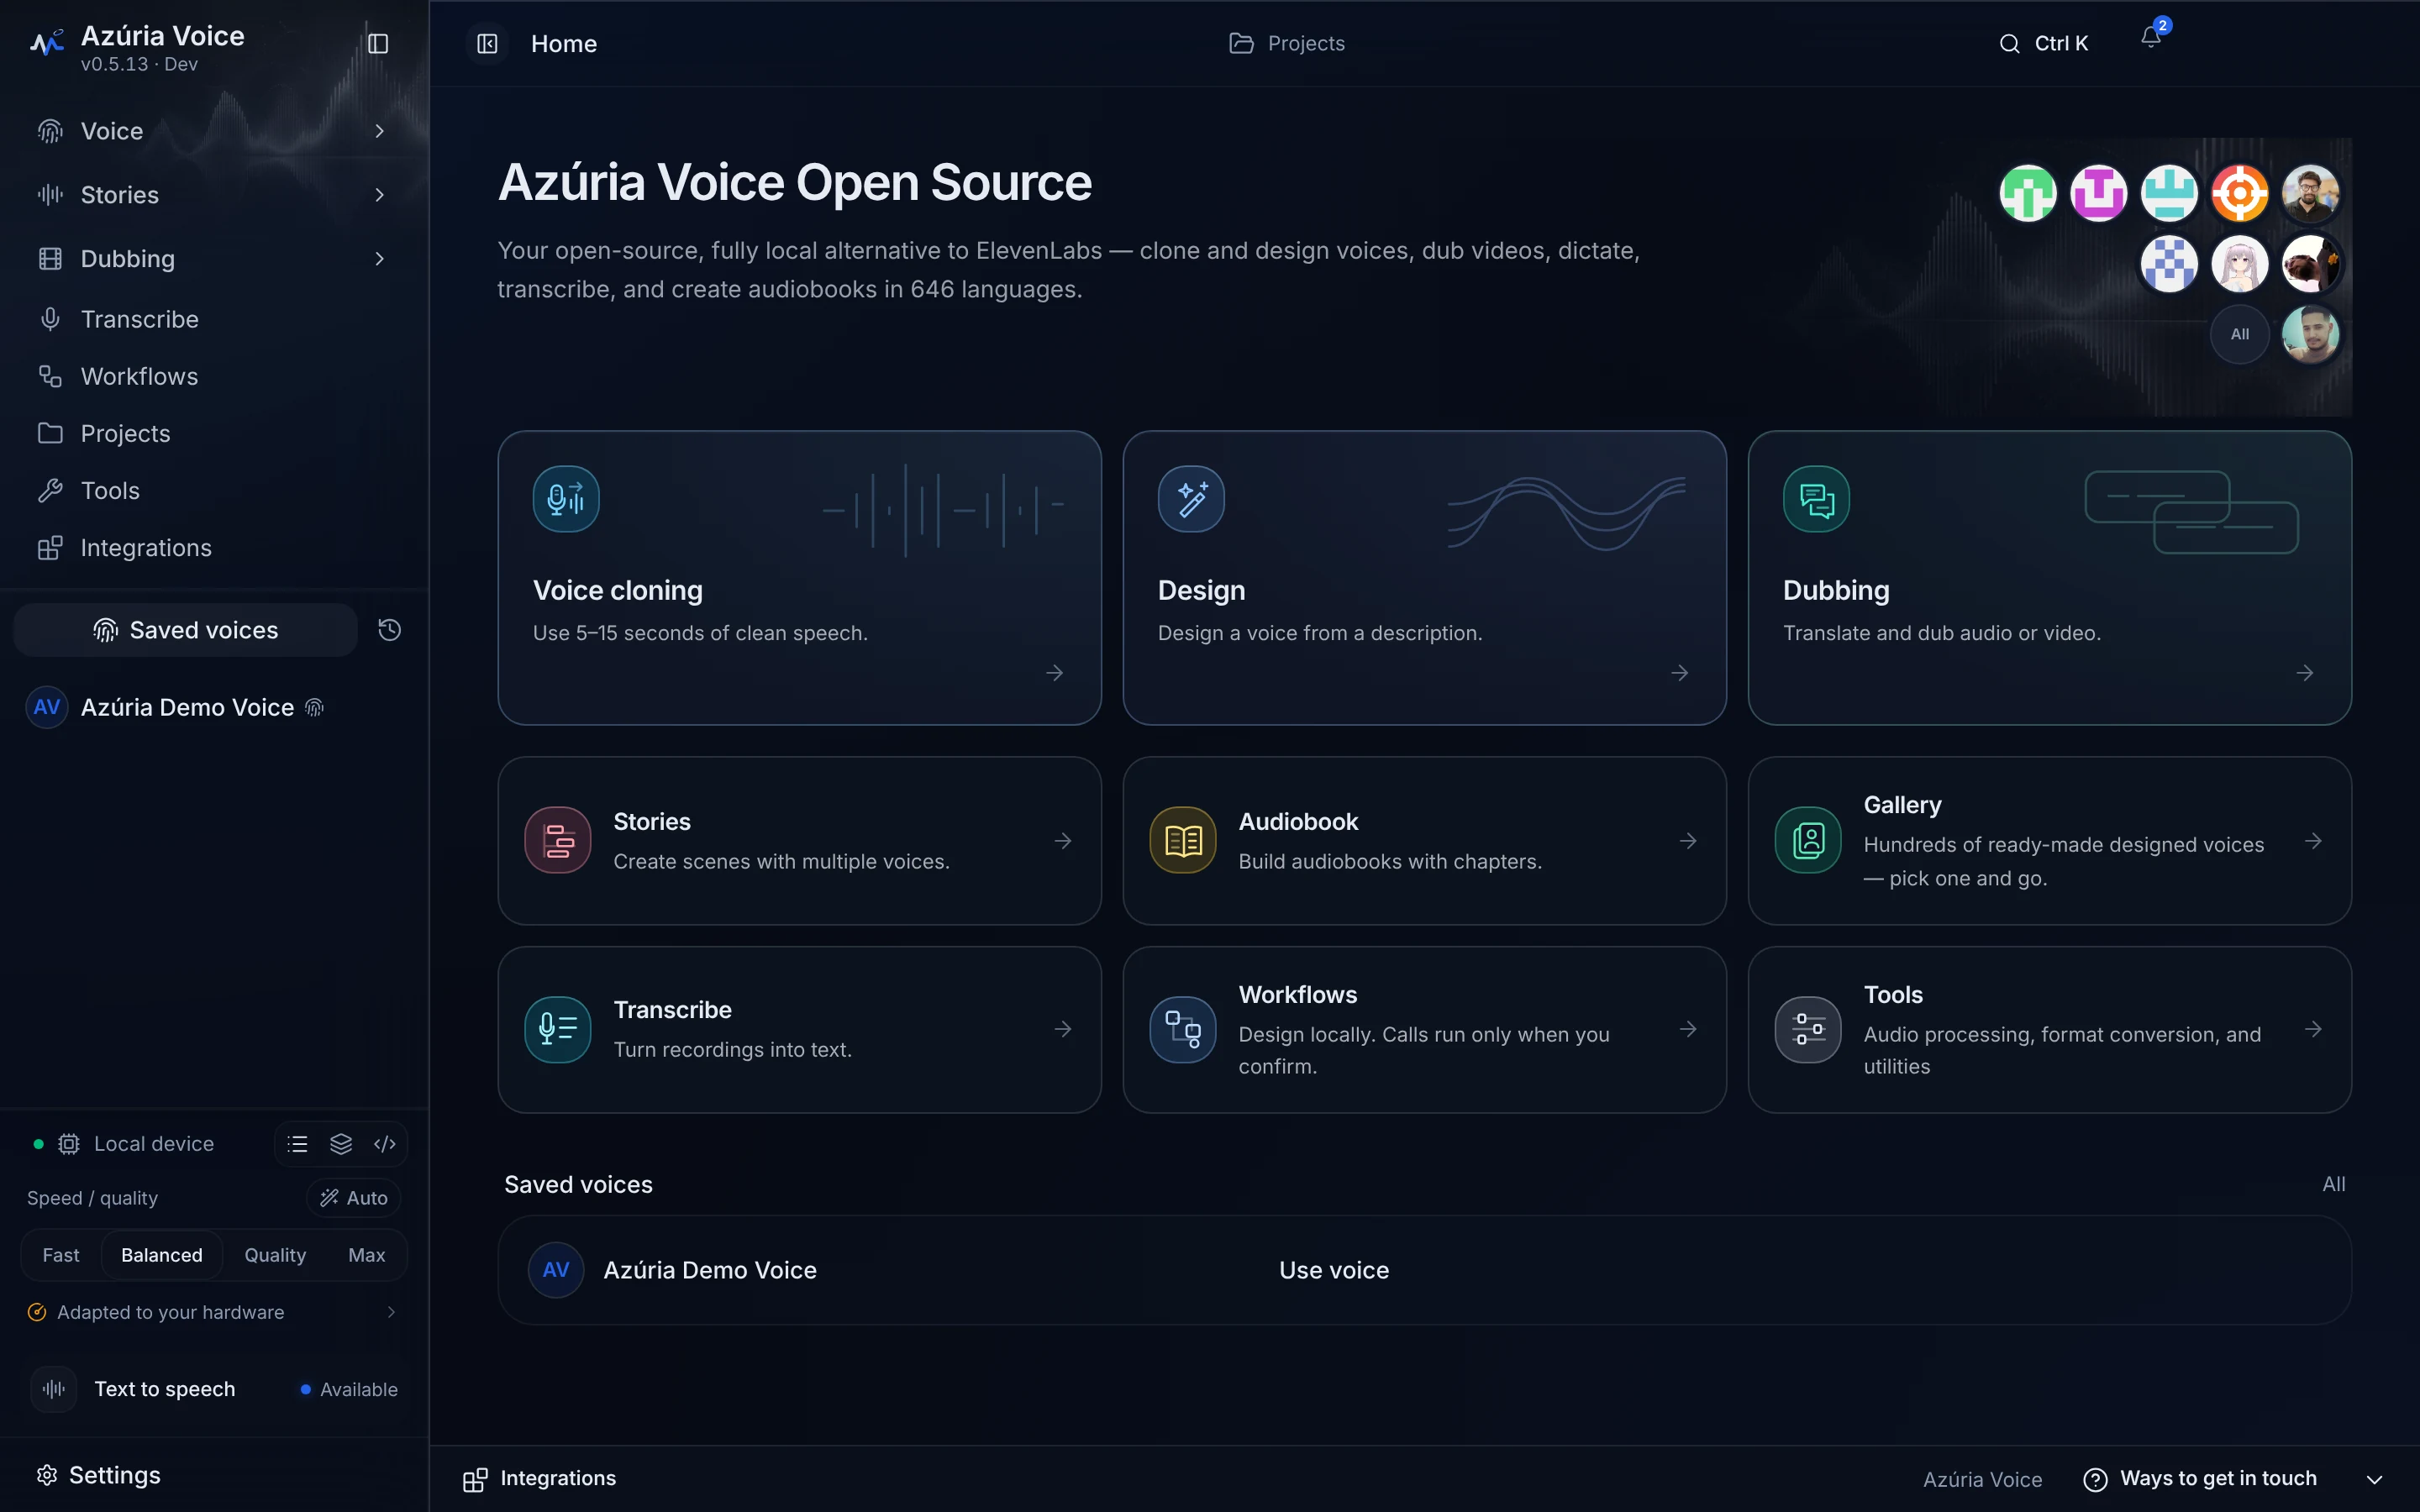 Azúria Voice
v0.5.13 · Dev
Voice
Stories
Dubbing
Transcribe
Workflows
Projects
Tools
Integrations
Saved voices
AV Azúria Demo Voice
Local device
Speed / quality
Auto
Fast
Balanced
Quality
Max
Adapted to your hardware
Text to speech
Available
Settings
Home
Projects
Ctrl K
2
Azúria Voice Open Source
Your open-source, fully local alternative to ElevenLabs — clone and design voices, dub videos, dictate,
transcribe, and create audiobooks in 646 languages.
All
Voice cloning
Use 5–15 seconds of clean speech.
Design
Design a voice from a description.
Dubbing
Translate and dub audio or video.
Stories
Create scenes with multiple voices.
Audiobook
Build audiobooks with chapters.
Gallery
Hundreds of ready-made designed voices
— pick one and go.
Transcribe
Turn recordings into text.
Workflows
Design locally. Calls run only when you
confirm.
Tools
Audio processing, format conversion, and
utilities
Saved voices
All
AV Azúria Demo Voice
Use voice
Integrations
Azúria Voice
Ways to get in touch